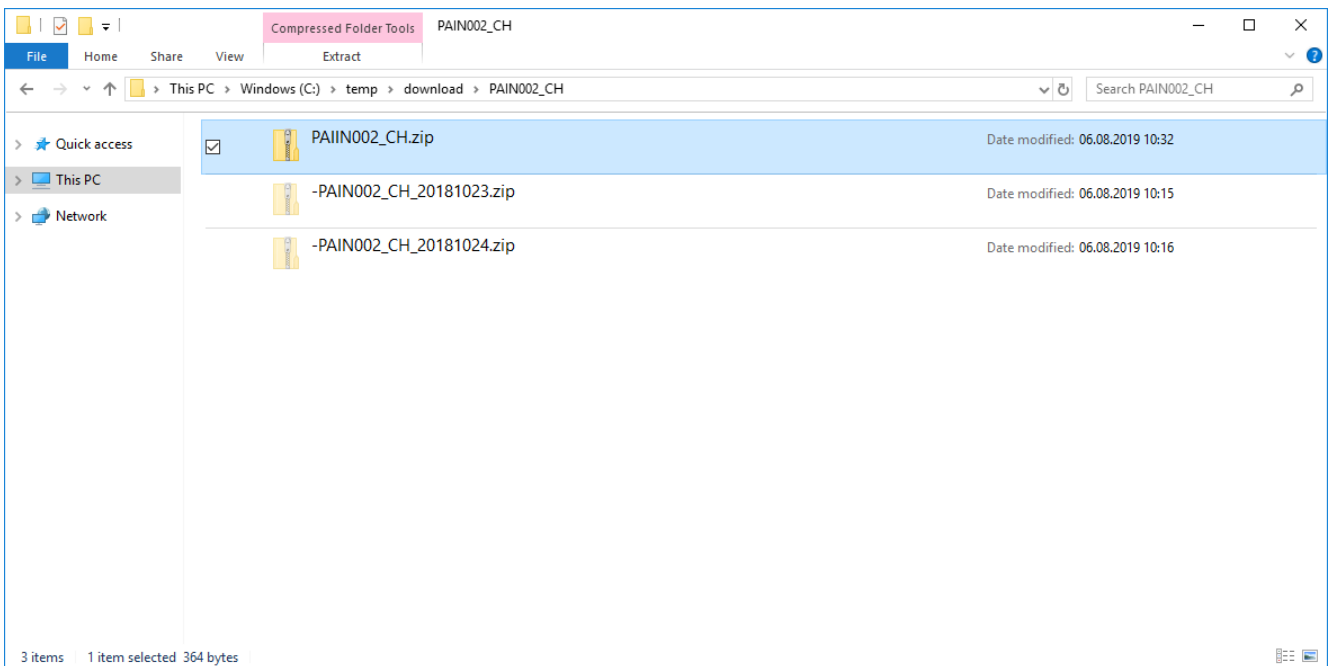 Compressed Folder Tools PAIN002_CH
File Home Share View Extract
This PC Windows (C:) temp download PAIN002_CH Search PAIN002_CH
Quick access
This PC
Network
PAIIN002_CH.zip Date modified: 06.08.2019 10:32
-PAIN002_CH_20181023.zip Date modified: 06.08.2019 10:15
-PAIN002_CH_20181024.zip Date modified: 06.08.2019 10:16
3 items 1 item selected 364 bytes